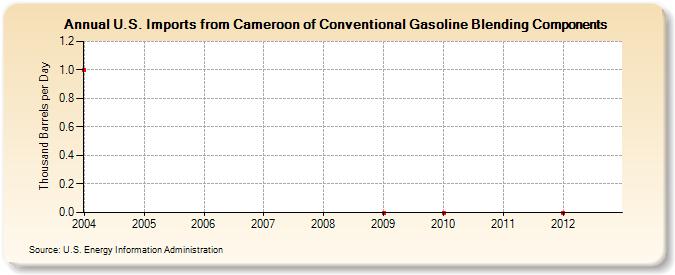 Annual U.S. Imports from Cameroon of Conventional Gasoline Blending Components
Thousand Barrels per Day
1.2
1.0
0.8
0.6
0.4
0.2
0.0
2004 2005 2006 2007 2008 2009 2010 2011 2012
Source: U.S. Energy Information Administration